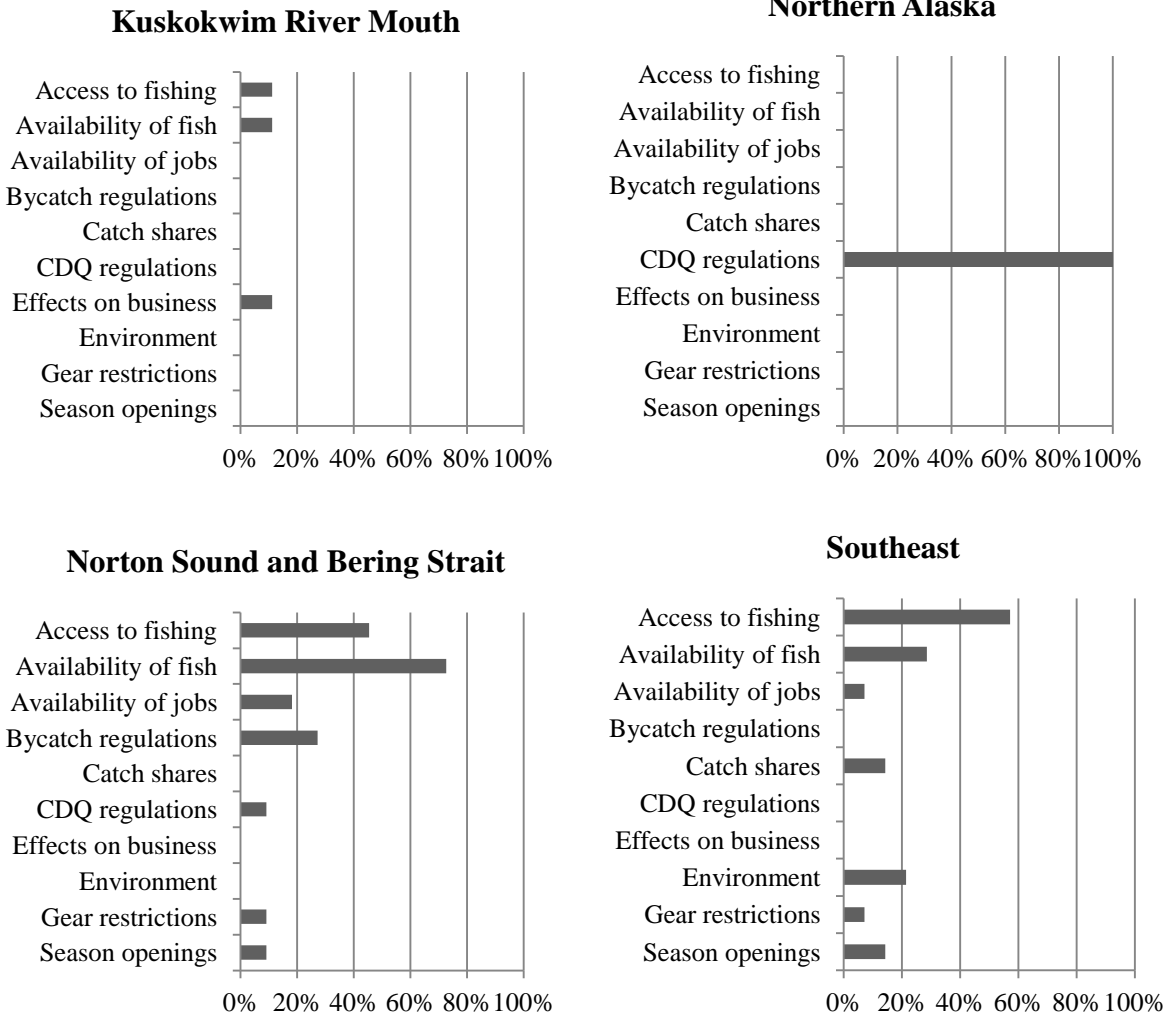 Kuskokwim River Mouth
Access to fishing
Availability of fish
Availability of jobs
Bycatch regulations
Catch shares
CDQ regulations
Effects on business
Environment
Gear restrictions
Season openings
0% 20% 40% 60% 80% 100%
Northern Alaska
Access to fishing
Availability of fish
Availability of jobs
Bycatch regulations
Catch shares
CDQ regulations
Effects on business
Environment
Gear restrictions
Season openings
0% 20% 40% 60% 80% 100%
Norton Sound and Bering Strait
Access to fishing
Availability of fish
Availability of jobs
Bycatch regulations
Catch shares
CDQ regulations
Effects on business
Environment
Gear restrictions
Season openings
0% 20% 40% 60% 80% 100%
Southeast
Access to fishing
Availability of fish
Availability of jobs
Bycatch regulations
Catch shares
CDQ regulations
Effects on business
Environment
Gear restrictions
Season openings
0% 20% 40% 60% 80% 100%